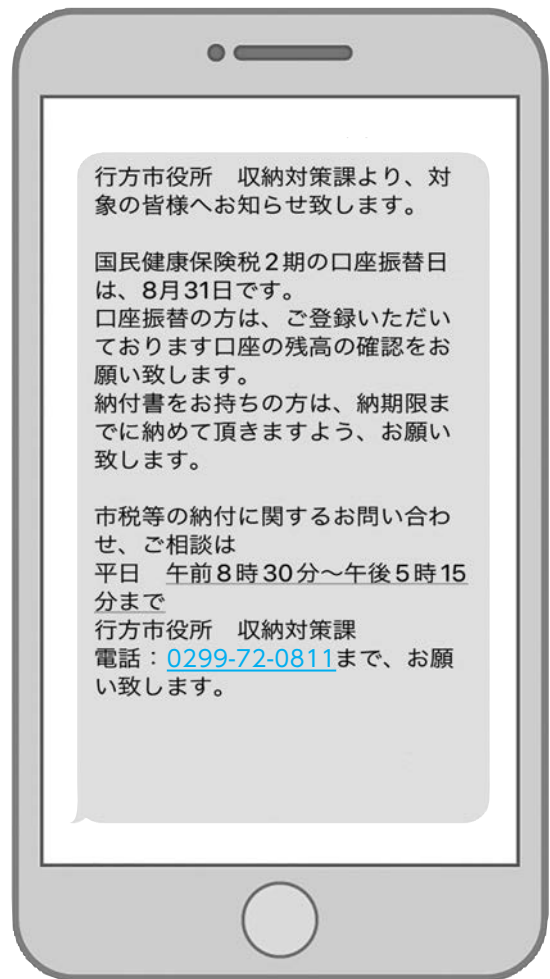 行方市役所　収納対策課より、対
象の皆様へお知らせ致します。
国民健康保険税2期の口座振替日
は、8月31日です。
口座振替の方は、ご登録いただい
ております口座の残高の確認をお
願い致します。
納付書をお持ちの方は、納期限ま
でに納めて頂きますよう、お願い
致します。
市税等の納付に関するお問い合わ
せ、ご相談は
平日　午前8時30分～午後5時15
分まで
行方市役所　収納対策課
電話：0299-72-0811まで、お願
い致します。